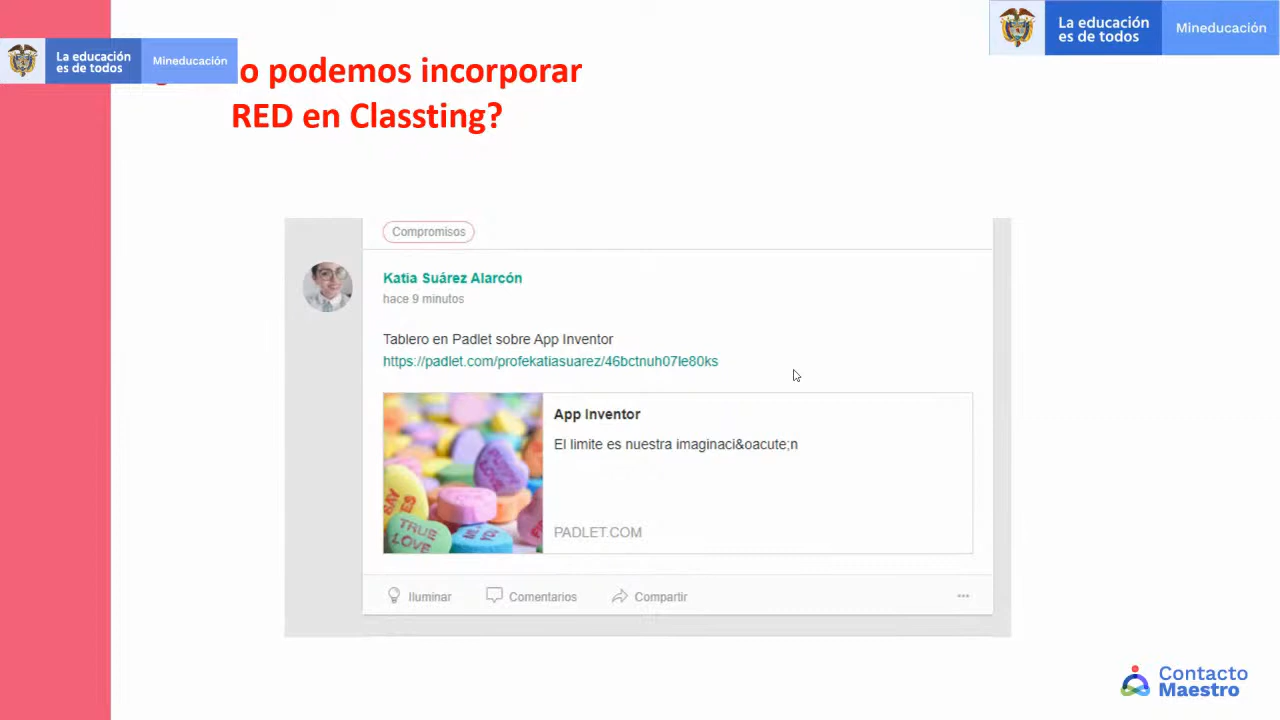 La educación
es de todos
Mineducación
La educación
es de todos
Mineducación
o podemos incorporar
RED en Classting?
Compromisos
Katia Suárez Alarcón
hace 9 minutos
Tablero en Padlet sobre App Inventor
https://padlet.com/profekatiasuarez/46bctnuh07le80ks
App Inventor
El limite es nuestra imaginaci&oacute;n
TRUE
LOVE
PADLET.COM
Iluminar
Comentarios
Compartir
Contacto
Maestro